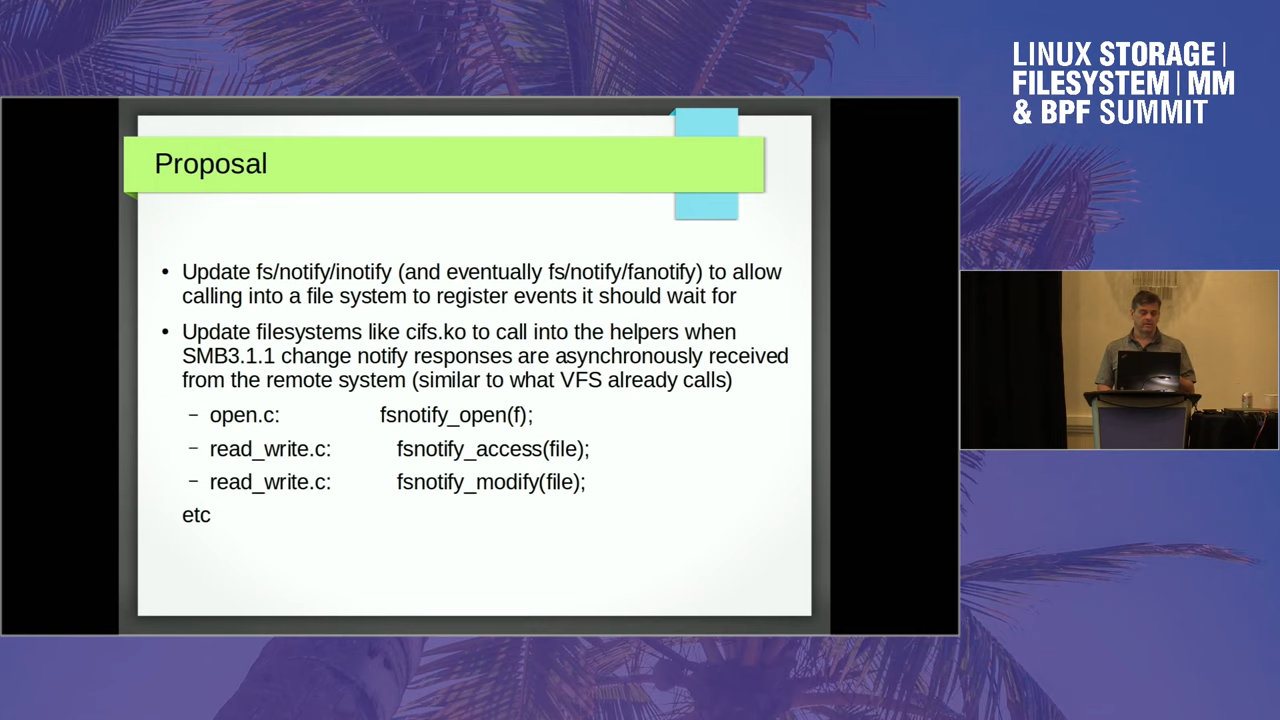 LINUX STORAGE |
FILESYSTEM | MM
& BPF SUMMIT
Proposal
• Update fs/notify/inotify (and eventually fs/notify/fanotify) to allow
calling into a file system to register events it should wait for
• Update filesystems like cifs.ko to call into the helpers when
SMB3.1.1 change notify responses are asynchronously received
from the remote system (similar to what VFS already calls)
– open.c: fsnotify_open(f);
– read_write.c: fsnotify_access(file);
– read_write.c: fsnotify_modify(file);
etc